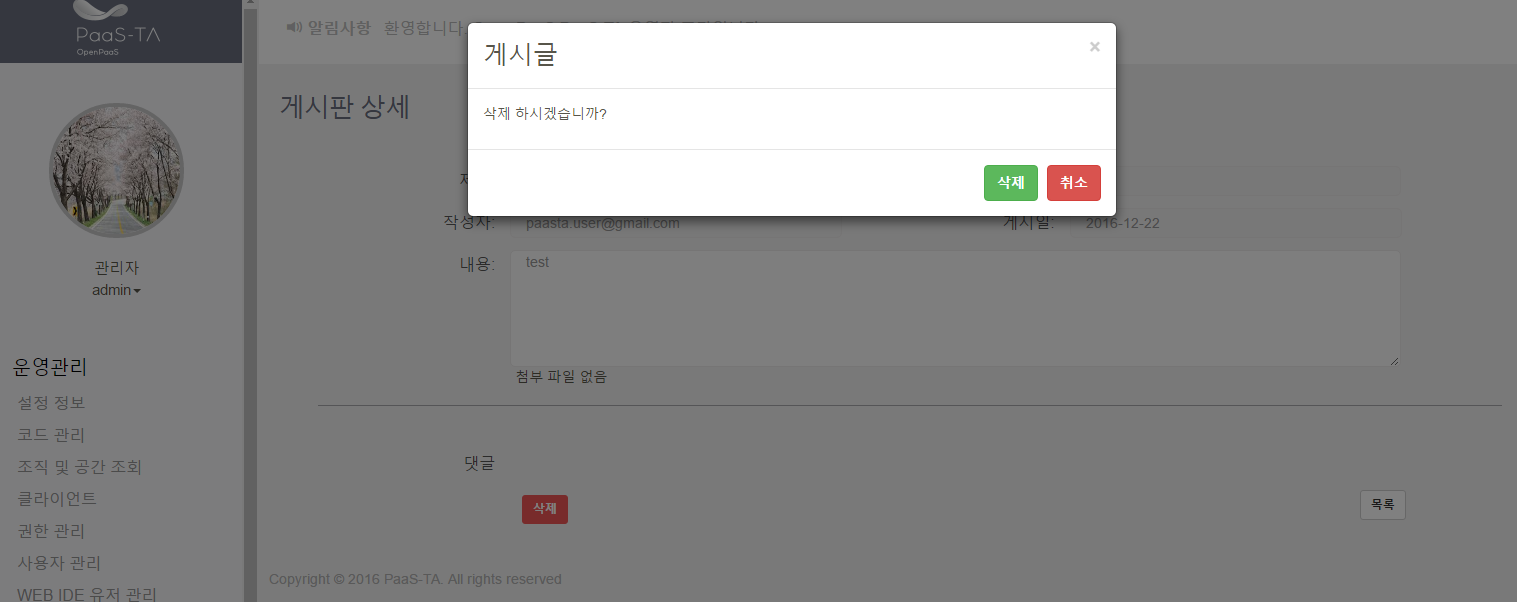 PaaS-TA
OpenPaaS
알림사항 환영합니다
게시글
×
게시판 상세
삭제 하시겠습니까?
삭제 취소
작성자: paasta.user@gmail.com 게시일: 2016-12-22
관리자
내용: test
admin
운영관리
첨부 파일 없음
설정 정보
코드 관리
조직 및 공간 조회
댓글
클라이언트
삭제 목록
권한 관리
사용자 관리
Copyright © 2016 PaaS-TA. All rights reserved
WEB IDE 유저 관리